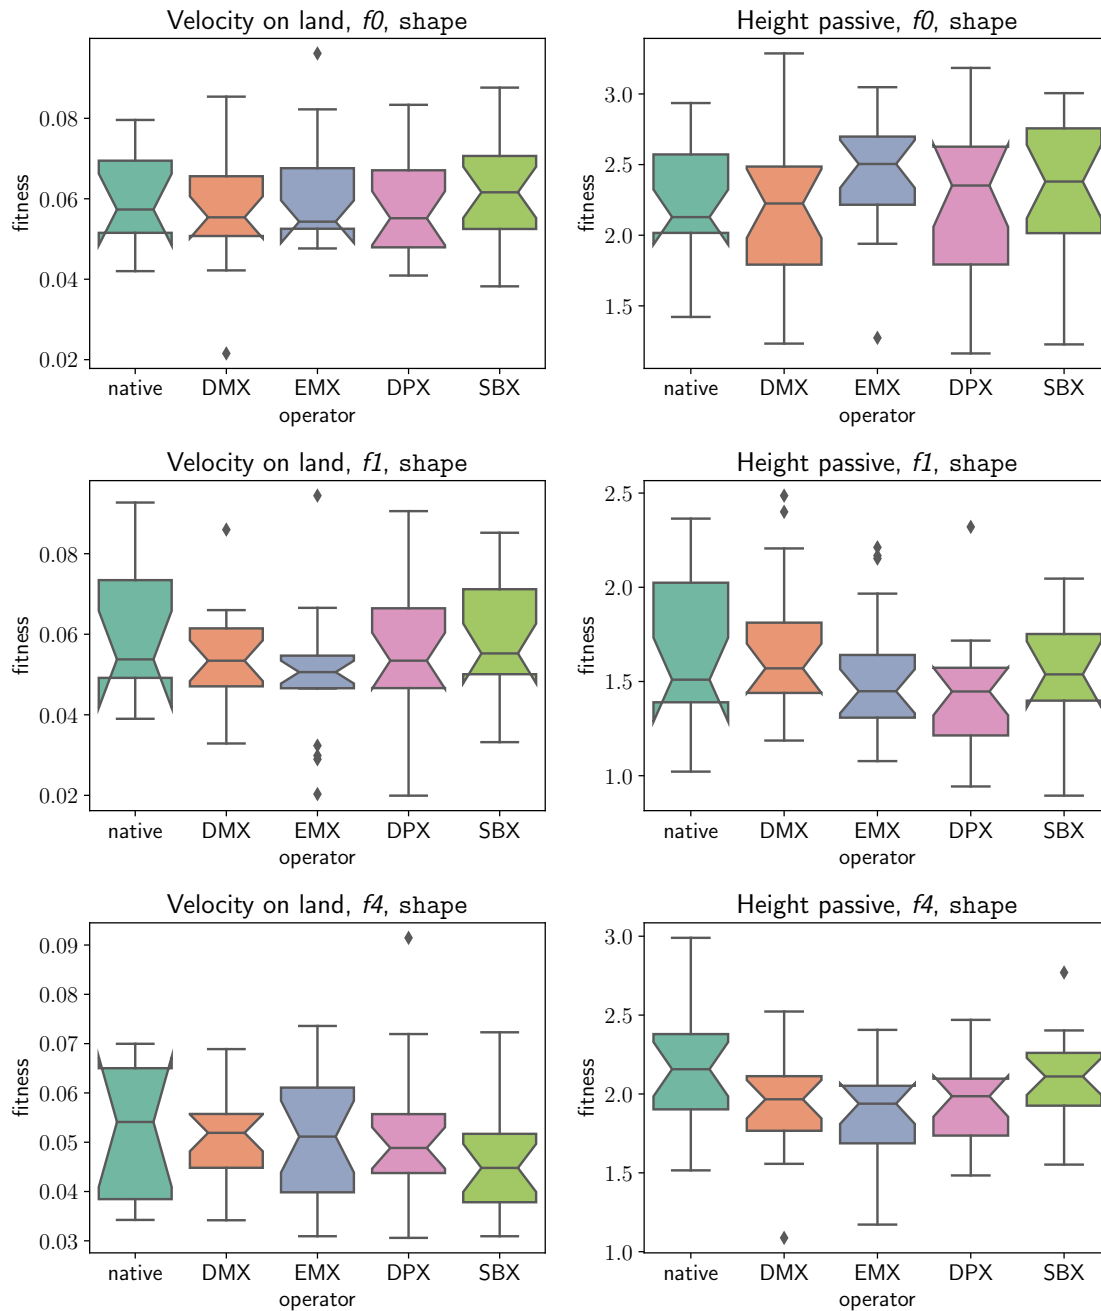 Velocity on land, f0, shape
fitness
0.08
0.06
0.04
0.02
native DMX EMX DPX SBX
operator
Height passive, f0, shape
fitness
3.0
2.5
2.0
1.5
native DMX EMX DPX SBX
operator
Velocity on land, f1, shape
fitness
0.08
0.06
0.04
0.02
native DMX EMX DPX SBX
operator
Height passive, f1, shape
fitness
2.5
2.0
1.5
1.0
native DMX EMX DPX SBX
operator
Velocity on land, f4, shape
fitness
0.09
0.08
0.07
0.06
0.05
0.04
0.03
native DMX EMX DPX SBX
operator
Height passive, f4, shape
fitness
3.0
2.5
2.0
1.5
1.0
native DMX EMX DPX SBX
operator